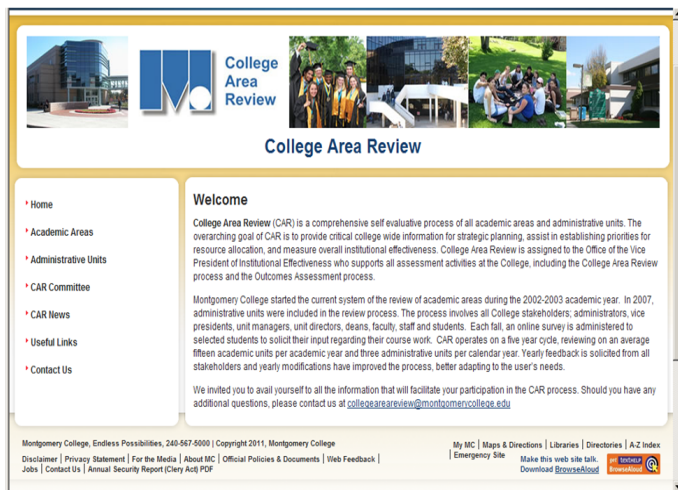 College
Area
Review
College Area Review
Home
Academic Areas
Administrative Units
CAR Committee
CAR News
Useful Links
Contact Us
Welcome
College Area Review (CAR) is a comprehensive self evaluative process of all academic areas and administrative units. The
overarching goal of CAR is to provide critical college wide information for strategic planning, assist in establishing priorities for
resource allocation, and measure overall institutional effectiveness. College Area Review is assigned to the Office of the Vice
President of Institutional Effectiveness who supports all assessment activities at the College, including the College Area Review
process and the Outcomes Assessment process.
Montgomery College started the current system of the review of academic areas during the 2002-2003 academic year. In 2007,
administrative units were included in the review process. The process involves all College stakeholders; administrators, vice
presidents, unit managers, unit directors, deans, faculty, staff and students. Each fall, an online survey is administered to
selected students to solicit their input regarding their course work. CAR operates on a five year cycle, reviewing on an average
fifteen academic units per academic year and three administrative units per calendar year. Yearly feedback is solicited from all
stakeholders and yearly modifications have improved the process, better adapting to the user's needs.
We invited you to avail yourself to all the information that will facilitate your participation in the CAR process. Should you have any
additional questions, please contact us at collegeareareview@montgomerycollege.edu
Montgomery College, Endless Possibilities, 240-567-5000 | Copyright 2011, Montgomery College
Disclaimer | Privacy Statement | For the Media | About MC | Official Policies & Documents | Web Feedback |
Jobs | Contact Us | Annual Security Report (Clery Act) PDF
My MC | Maps & Directions | Libraries | Directories | A-Z Index
| Emergency Site
Make this web site talk.
Download BrowseAloud
BrowseAloud